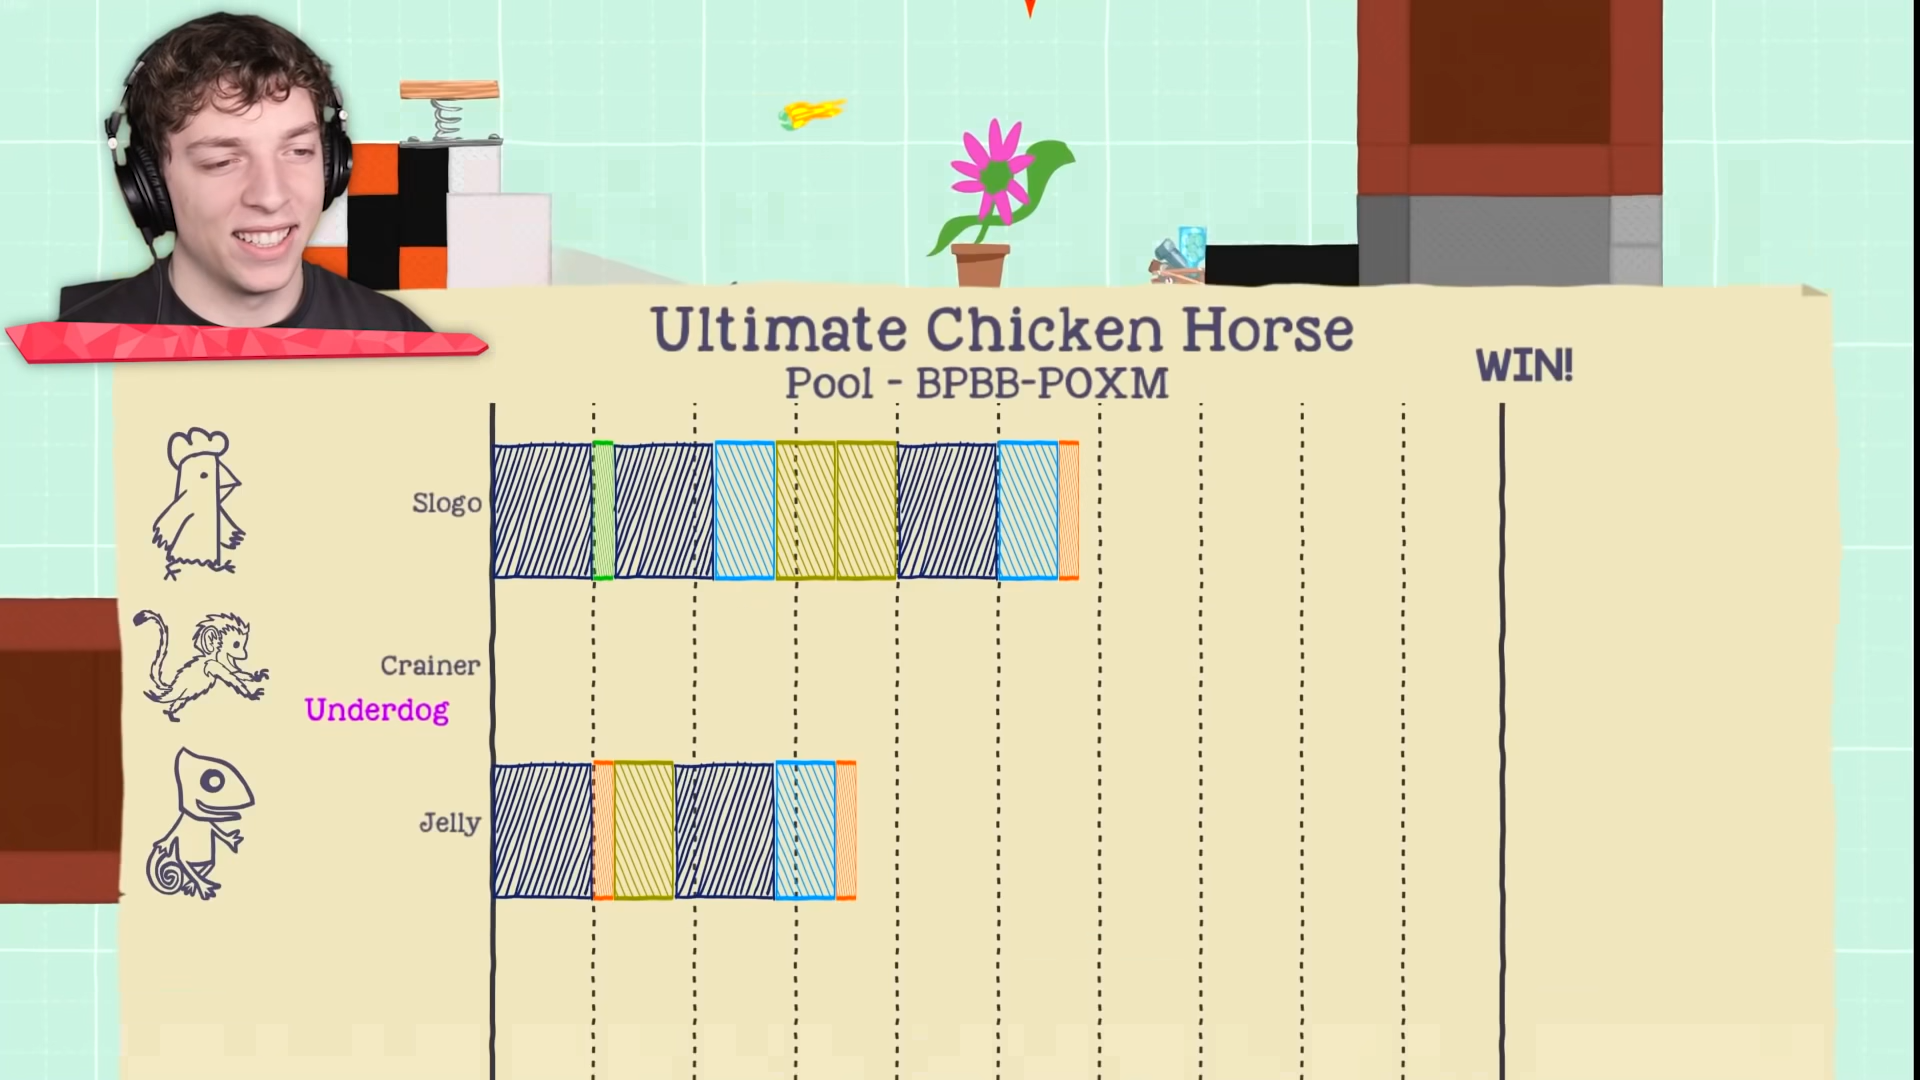 Ultimate Chicken Horse
Pool - BPBB-POXM
WIN!
Slogo
Crainer
Underdog
Jelly